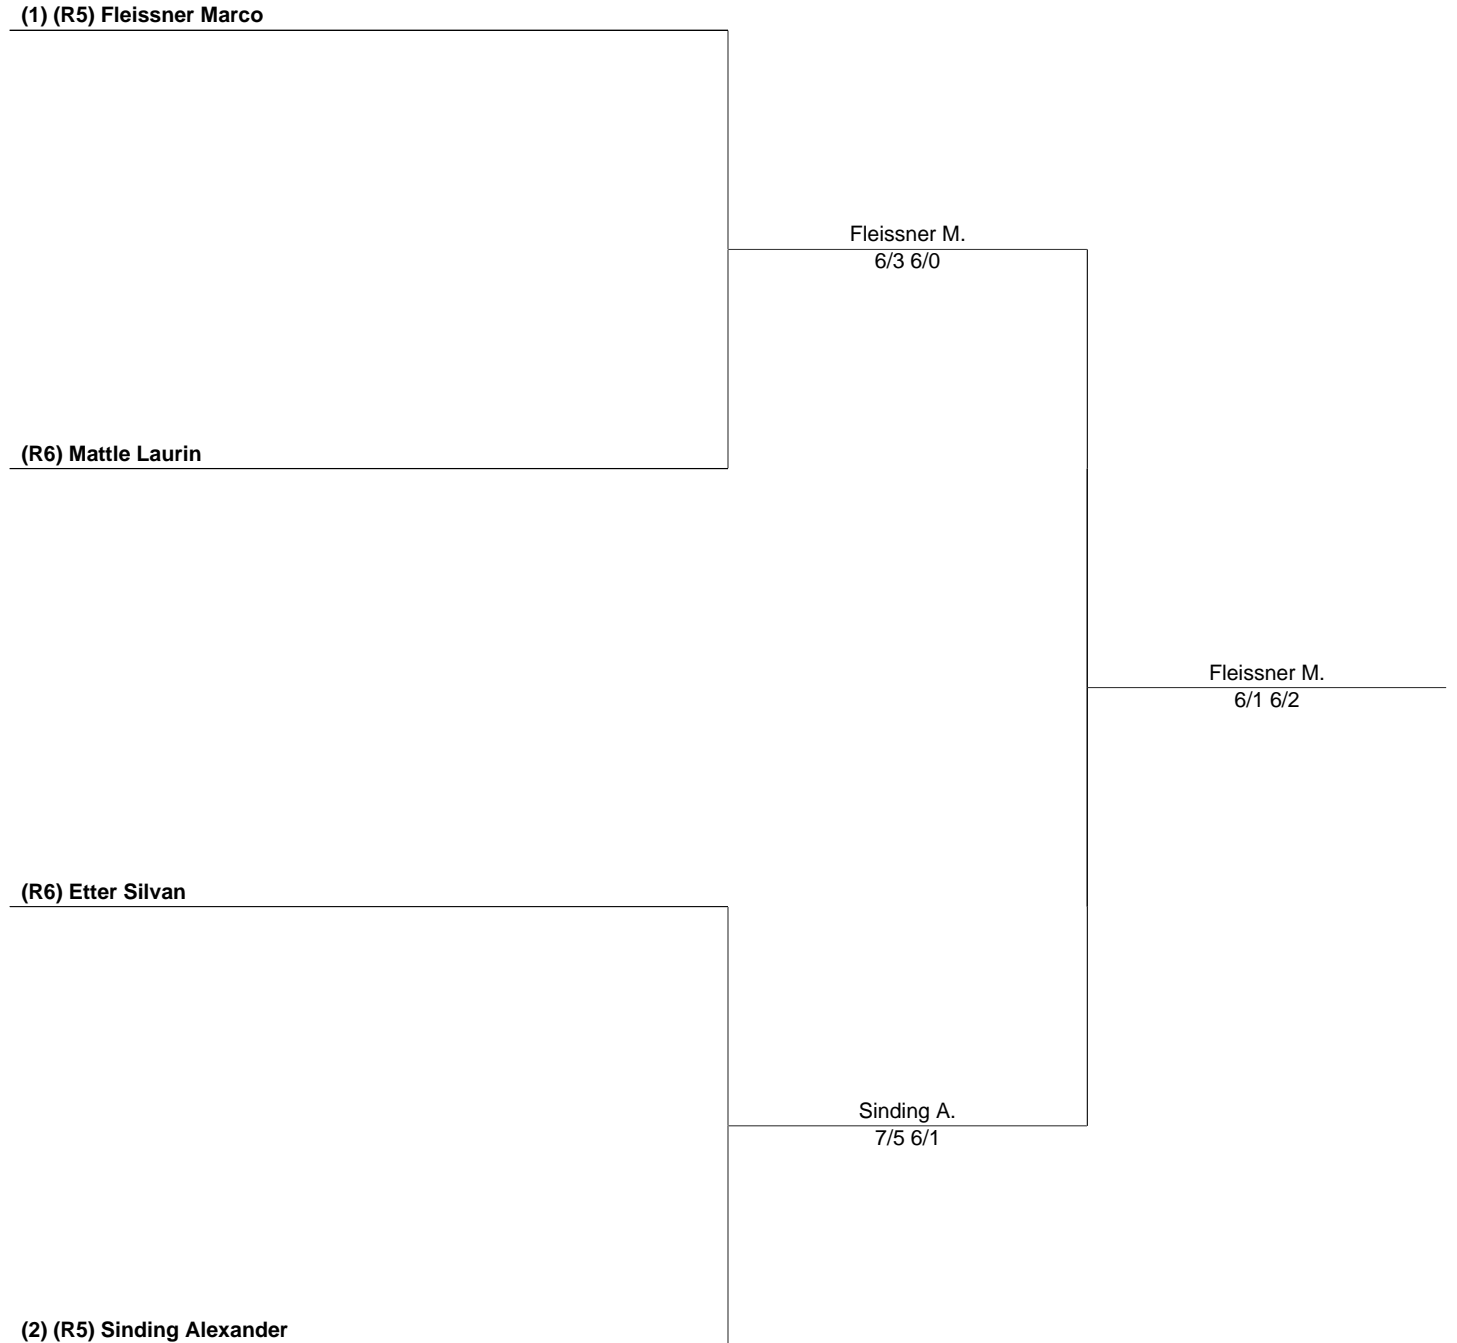 (1) (R5) Fleissner Marco
Fleissner M.
6/3 6/0
(R6) Mattle Laurin
Fleissner M.
6/1 6/2
(R6) Etter Silvan
Sinding A.
7/5 6/1
(2) (R5) Sinding Alexander